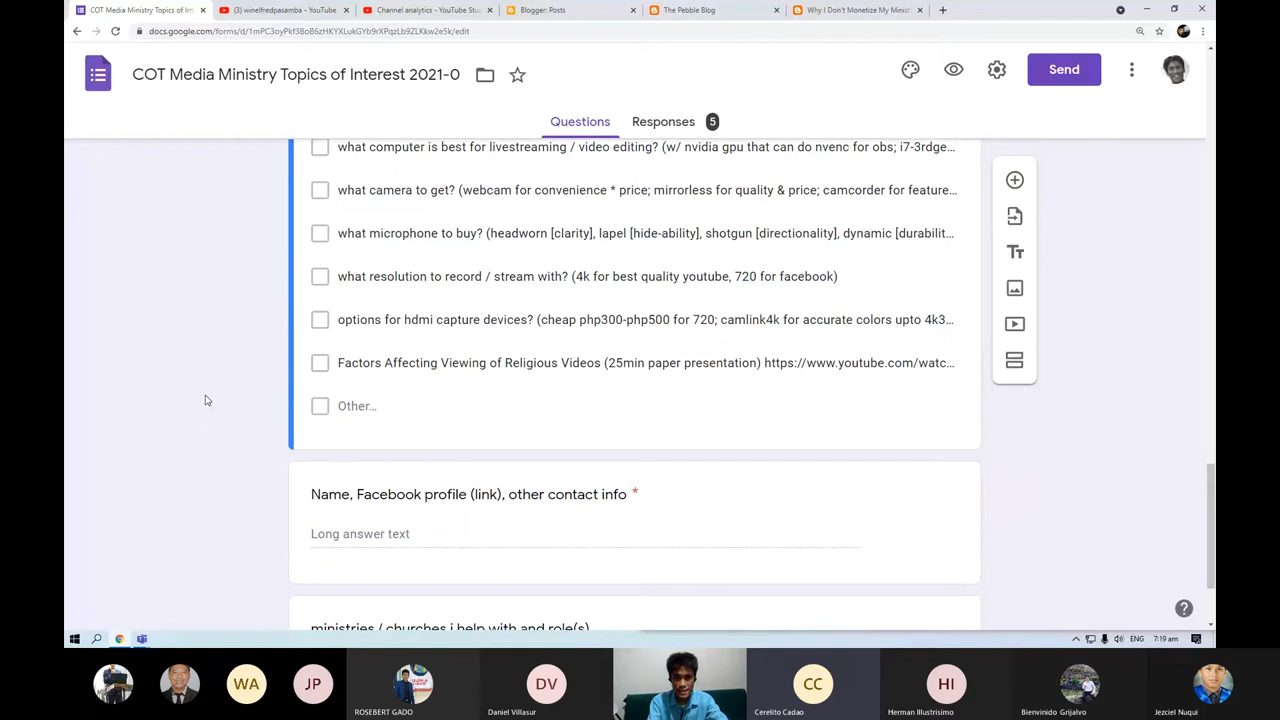 COT Media Ministry Topics of In
(3) winelfredpasamba - YouTube
Channel analytics - YouTube Stu
Blogger: Posts
The Pebble Blog
Why I Don't Monetize My Minist
docs.google.com/forms/d/1mPC3oyPkf3BoB6zHKYXLukGYb9rXPqzLb9ZLKkw2e5k/edit
COT Media Ministry Topics of Interest 2021-0
Send
Questions
Responses 5
what computer is best for livestreaming / video editing? (w/ nvidia gpu that can do nvenc for obs; i7-3rdge...
what camera to get? (webcam for convenience * price; mirrorless for quality & price; camcorder for feature...
what microphone to buy? (headworn [clarity], lapel [hide-ability], shotgun [directionality], dynamic [durabilit...
what resolution to record / stream with? (4k for best quality youtube, 720 for facebook)
options for hdmi capture devices? (cheap php300-php500 for 720; camlink4k for accurate colors upto 4k3...
Factors Affecting Viewing of Religious Videos (25min paper presentation) https://www.youtube.com/watc...
Other...
Name, Facebook profile (link), other contact info *
Long answer text
ministries / churches i help with and role(s)
ENG 7:19 am
WA
JP
DV
CC
HI
ROSEBERT GADO
Daniel Villasur
Cerelito Cadao
Herman Illustrisimo
Bienvinido Grijalvo
Jezciel Nuqui